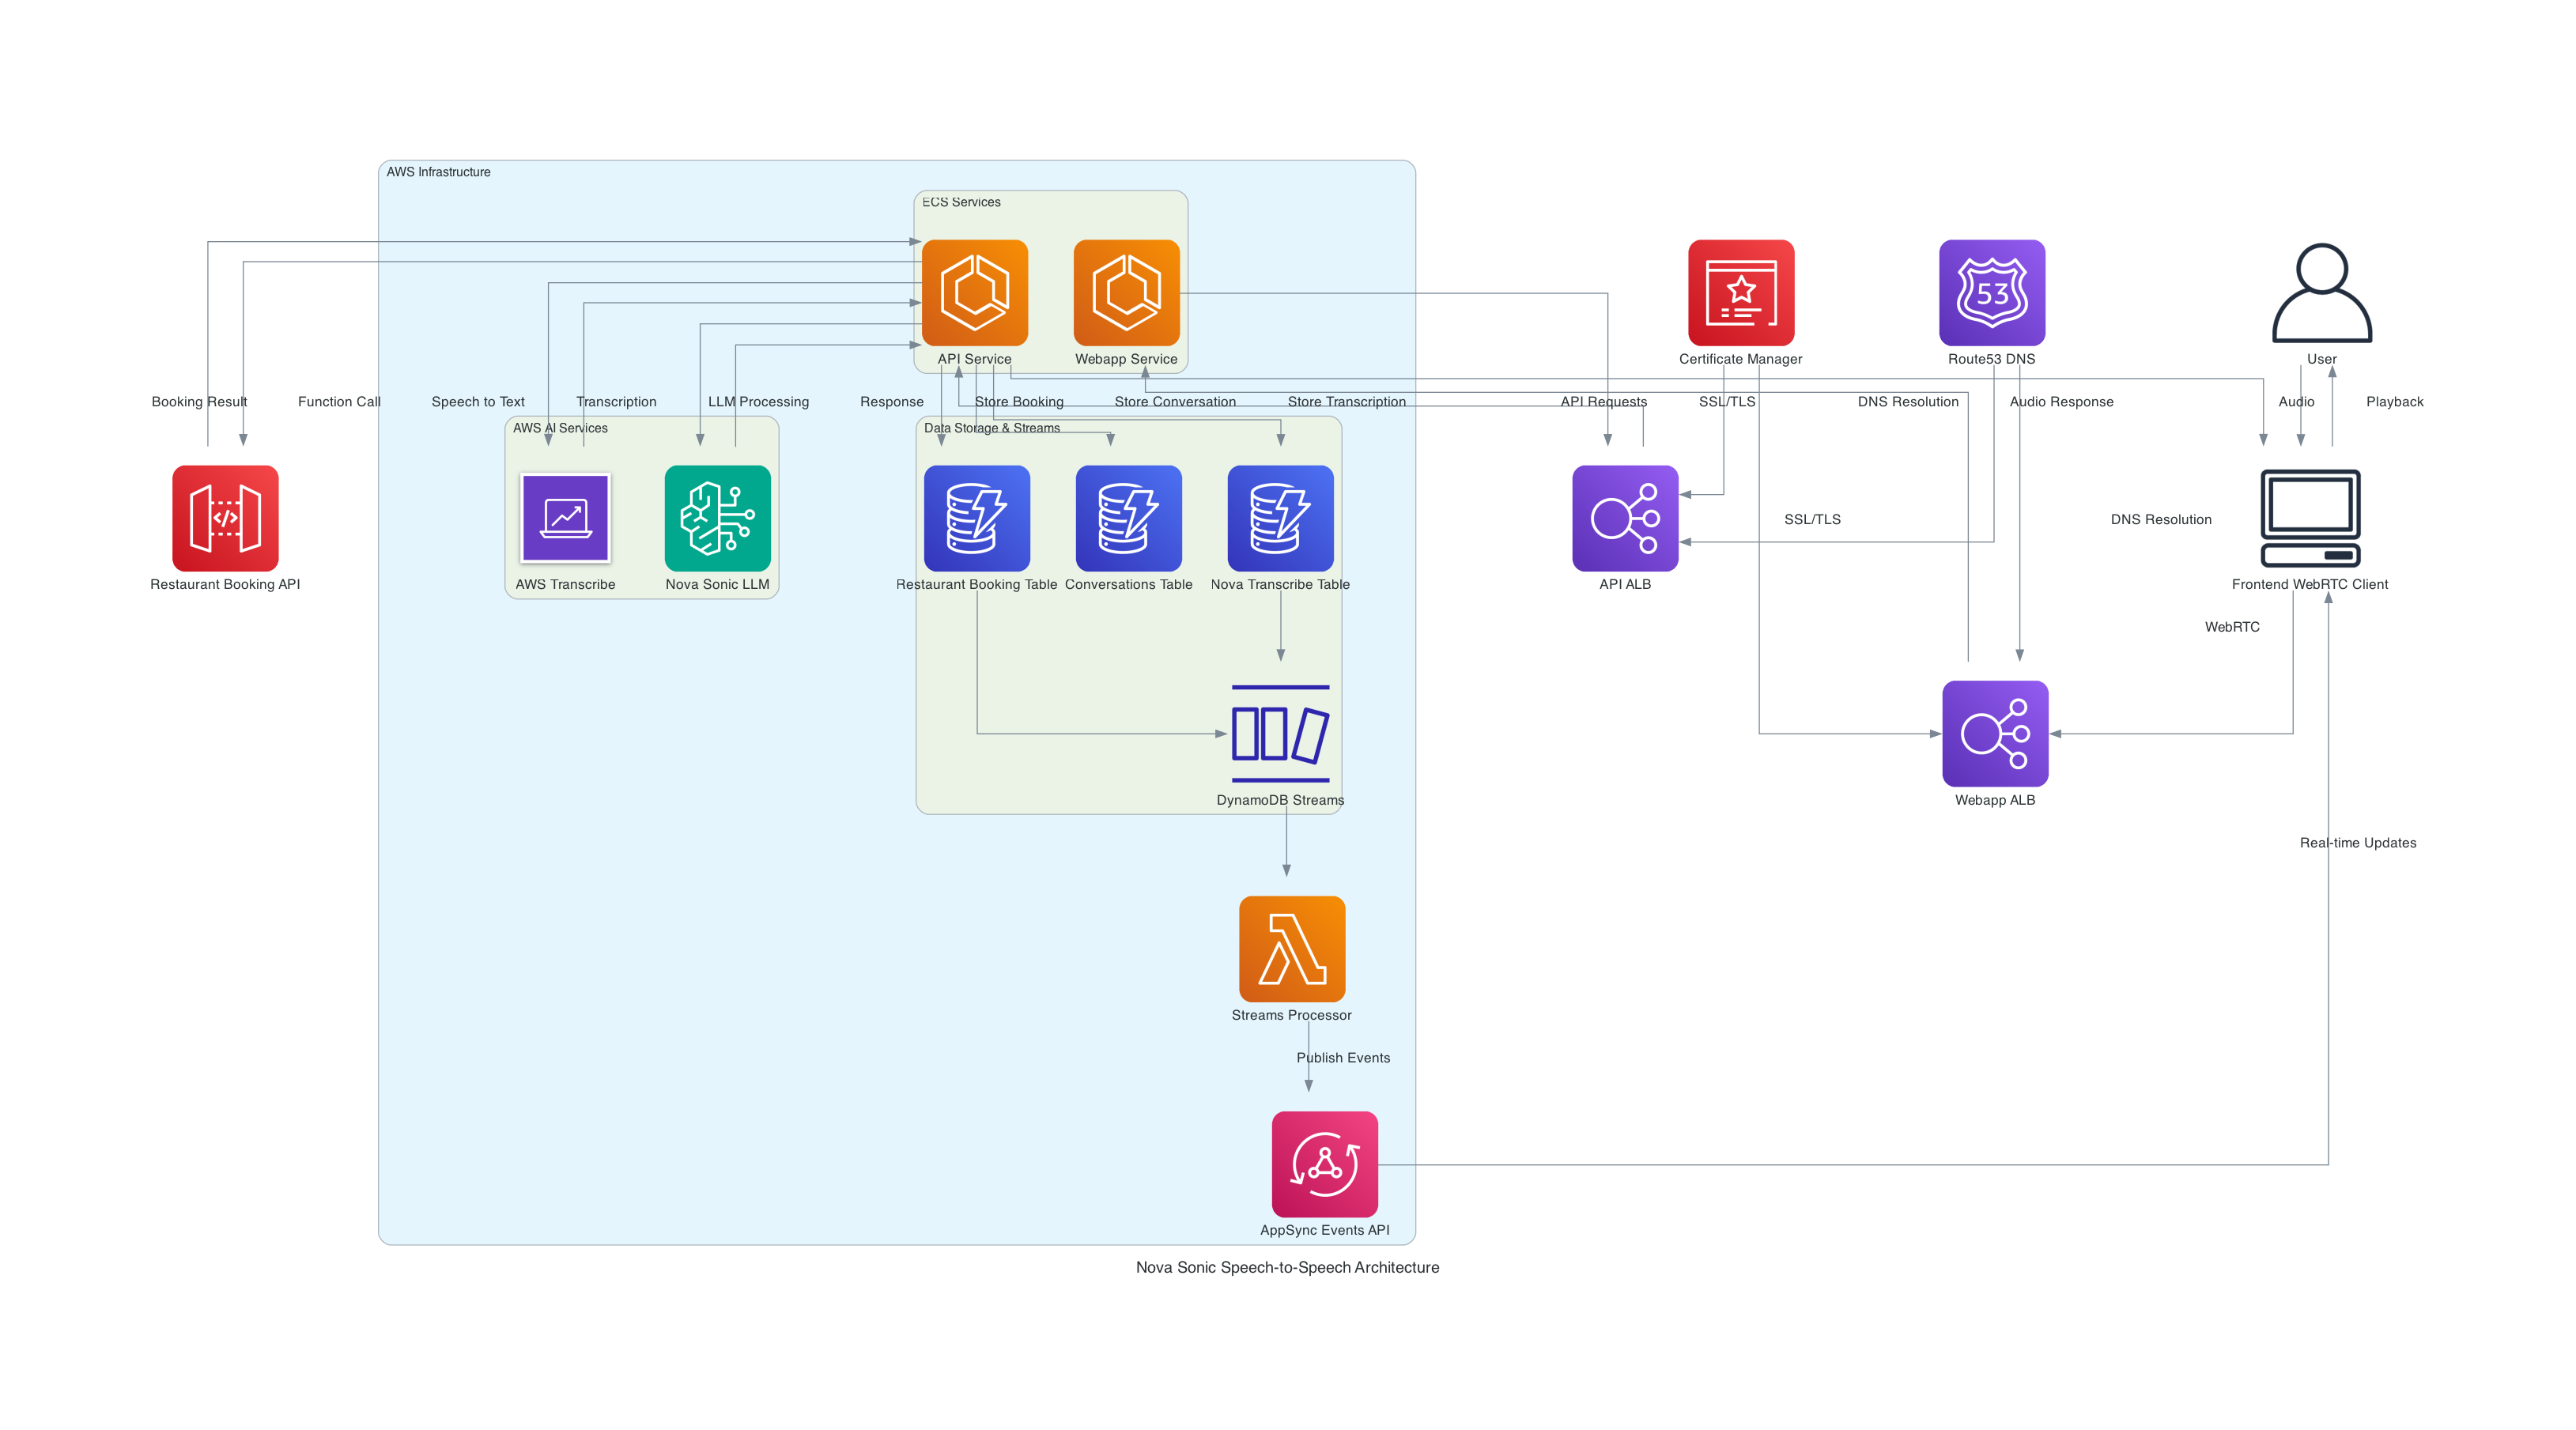 AWS Infrastructure
ECS Services
53
API Service
Webapp Service
Certificate Manager
Route53 DNS
User
Booking Result
Function Call
Speech to Text
Transcription
LLM Processing
Response
Store Booking
Store Conversation
Store Transcription
API Requests
SSL/TLS
DNS Resolution
Audio Response
Audio
Playback
AWS AI Services
Data Storage & Streams
</>
SSL/TLS
DNS Resolution
Restaurant Booking API
AWS Transcribe
Nova Sonic LLM
Restaurant Booking Table
Conversations Table
Nova Transcribe Table
API ALB
Frontend WebRTC Client
WebRTC
DynamoDB Streams
Webapp ALB
Real-time Updates
Streams Processor
Publish Events
AppSync Events API
Nova Sonic Speech-to-Speech Architecture